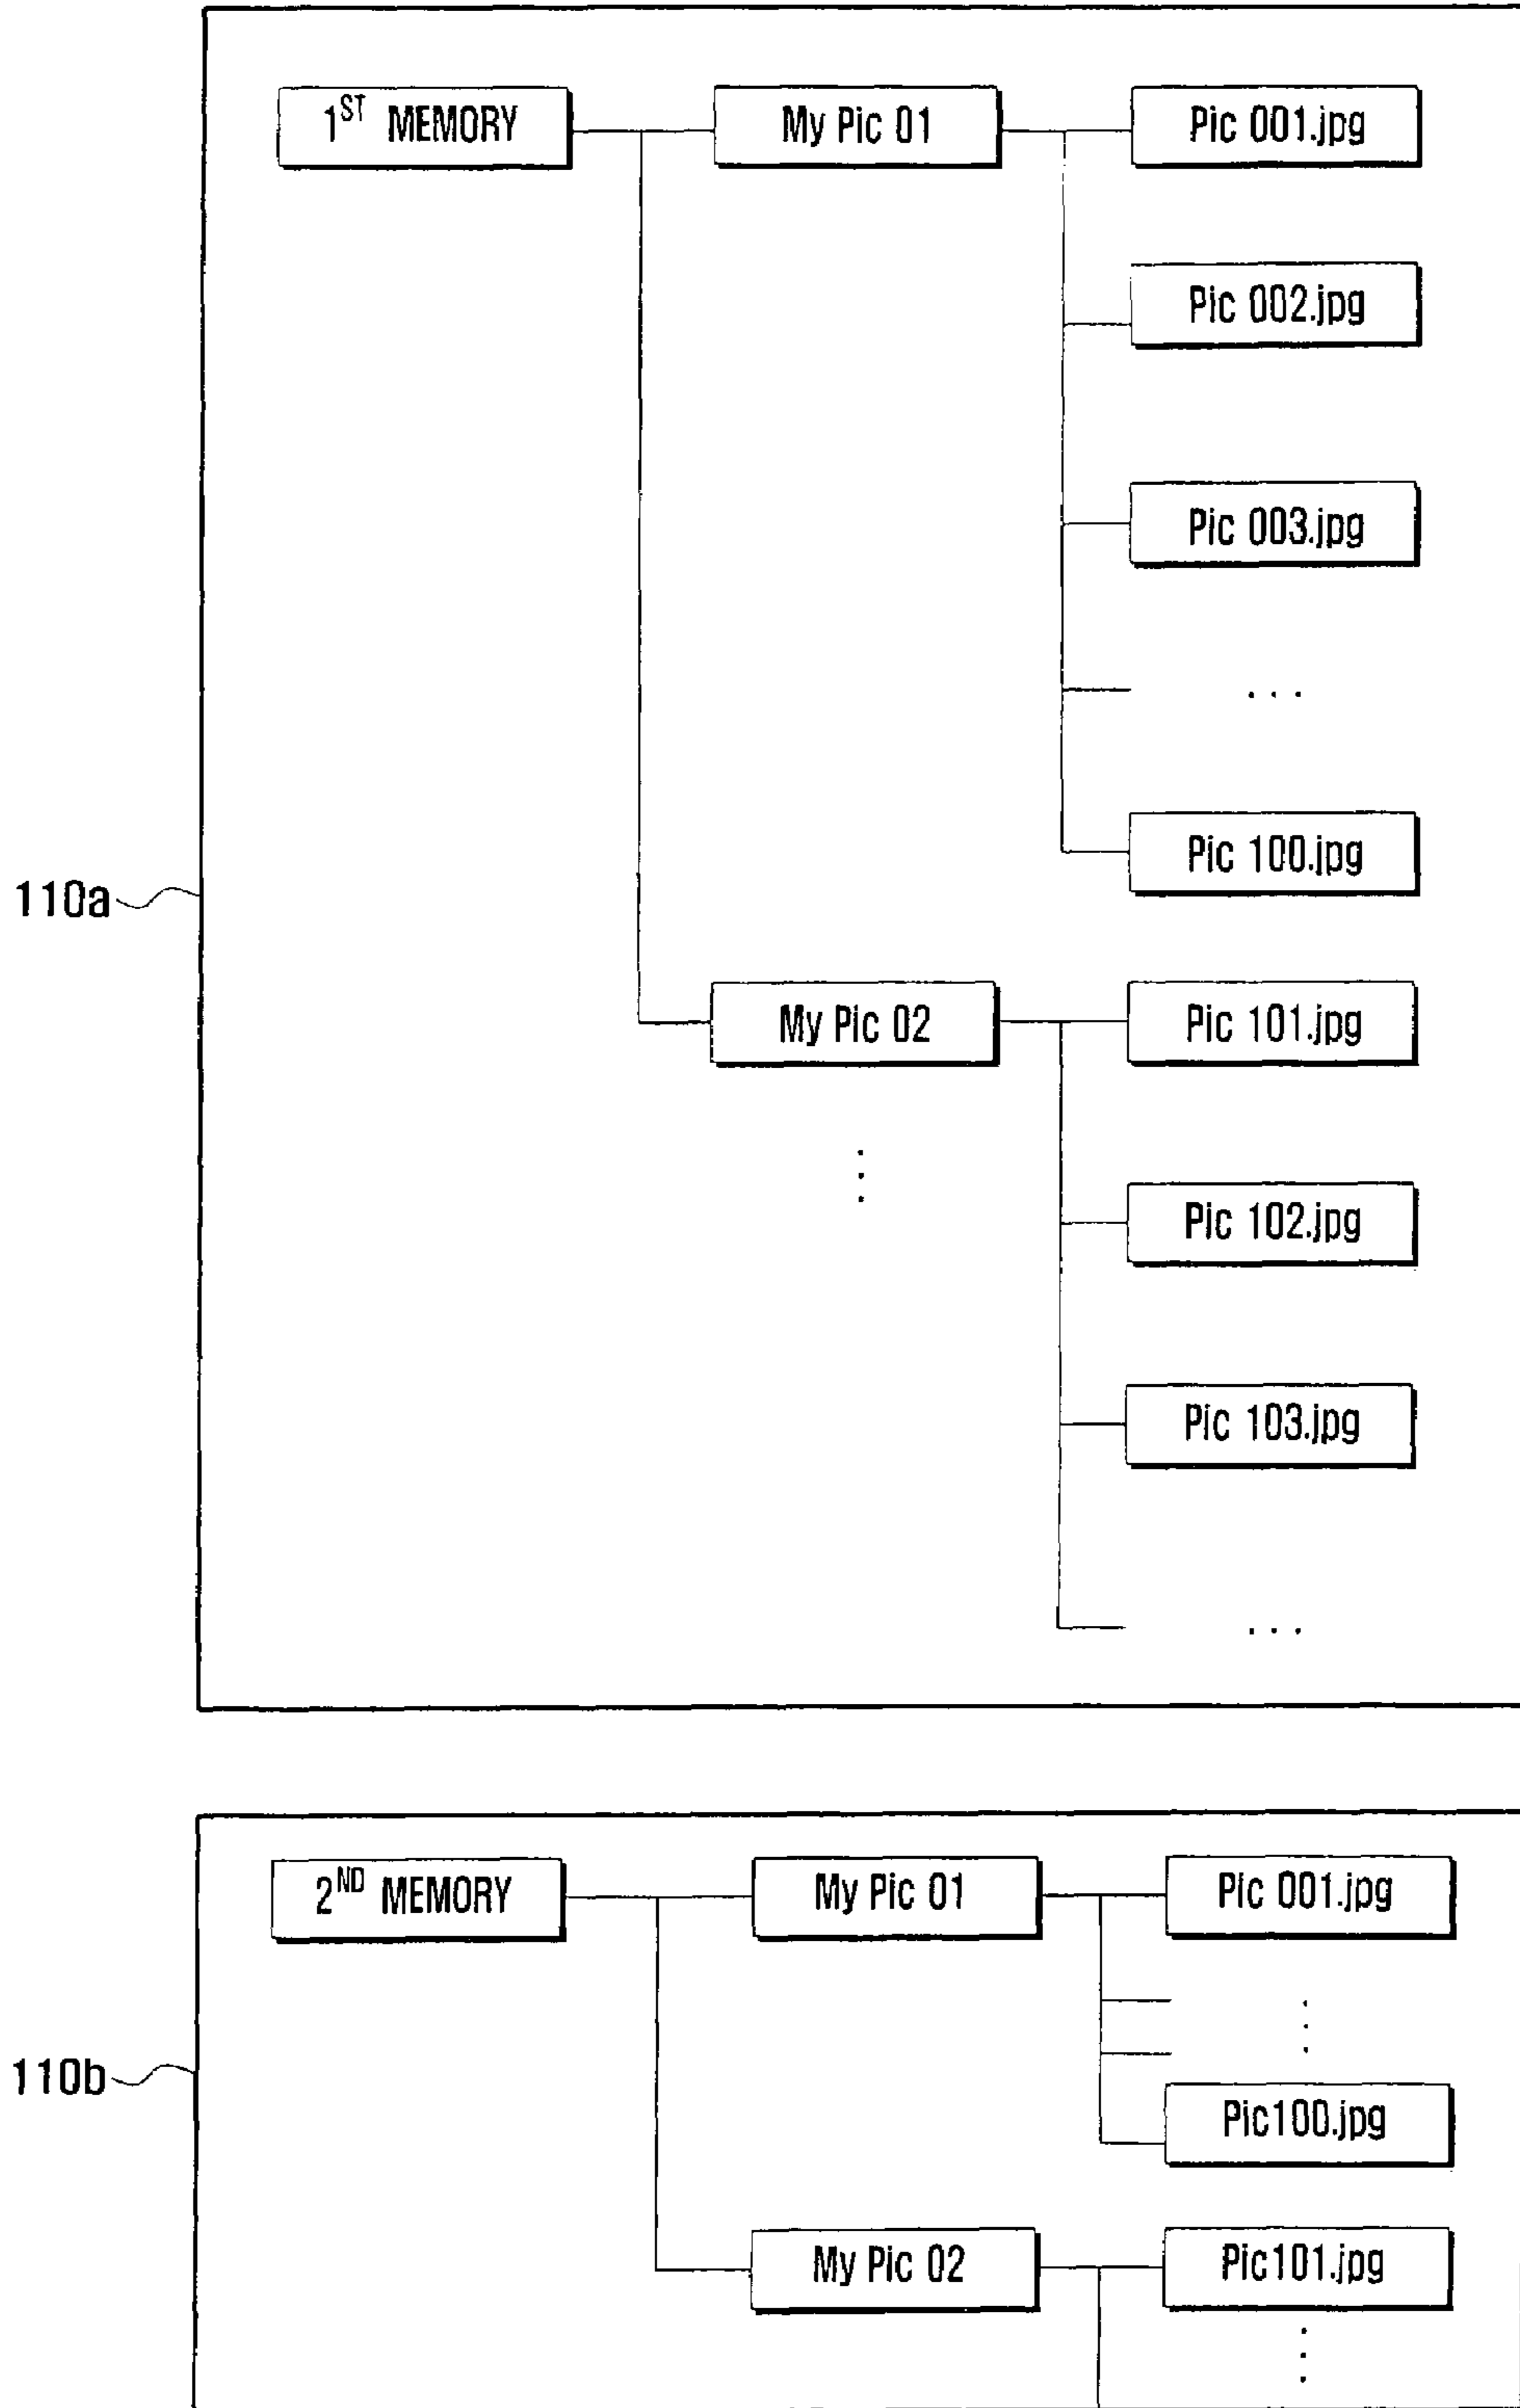 1ST MEMORY
My Pic 01
Pic 001.jpg
Pic 002.jpg
Pic 003.jpg
. . .
Pic 100.jpg
110a
My Pic 02
Pic 101.jpg
Pic 102.jpg
Pic 103.jpg
. . .
2ND MEMORY
My Pic 01
Pic 001.jpg
110b
Pic100.jpg
My Pic 02
Pic101.jpg